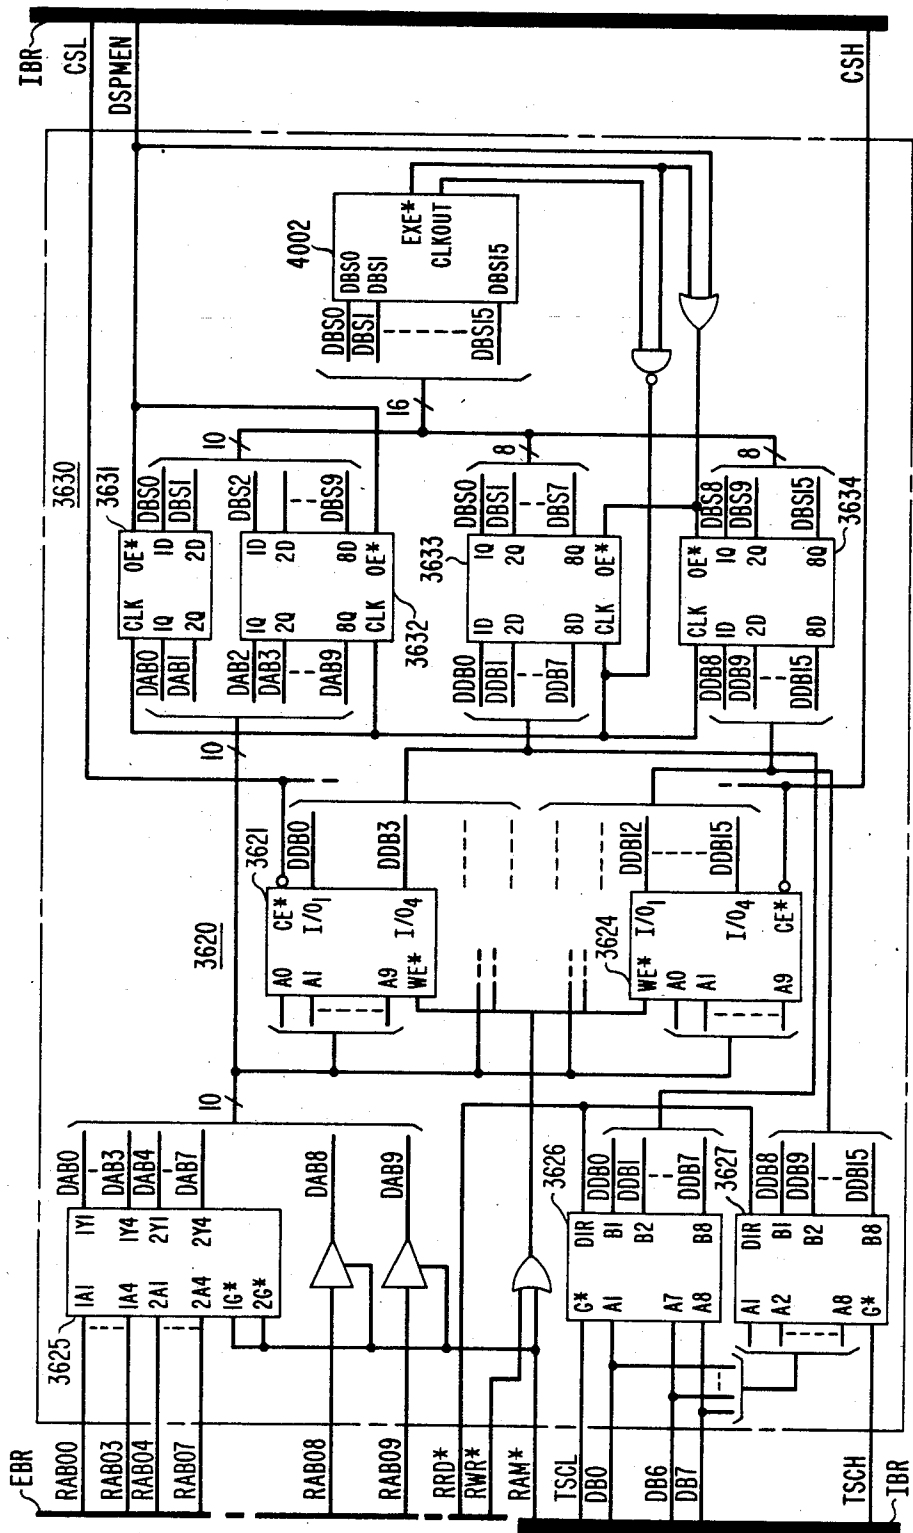 IBR
CSL
DSPMEN
CSH
4002
DBS0
DBS1
DBS15
DBS0
DBS1
DBS15
EXE*
CLKOUT
16
10
8
8
3630
3631
OE*
1D
2D
CLK
1Q
2Q
DBS0
DBS1
DAB0
DAB1
3632
1D
2D
8D
OE*
1Q
2Q
8Q
CLK
DBS2
DBS9
DAB2
DAB3
DAB9
3633
1Q
2Q
8Q
OE*
1D
2D
8D
CLK
DBS0
DBS1
DBS7
DDB0
DDB1
DDB7
3634
OE*
1Q
2Q
8Q
CLK
1D
2D
8D
DBS8
DBS9
DBS15
DDB8
DDB9
DDB15
10
3620
3621
CE*
I/O1
I/O4
A0
A1
A9
WE*
DDB0
DDB3
3624
WE*
A0
A1
A9
I/O1
I/O4
CE*
DDB12
DDB15
10
3625
1A1
1A4
2A1
2A4
1G*
2G*
1Y1
1Y4
2Y1
2Y4
DAB0
DAB3
DAB4
DAB7
DAB8
DAB9
3626
DIR
B1
B2
B8
G*
A1
A7
A8
DDB0
DDB1
DDB7
3627
DIR
B1
B2
B8
A1
A2
A8
G*
DDB8
DDB9
DDB15
EBR
RAB00
RAB03
RAB04
RAB07
RAB08
RAB09
RRD*
RWR*
RAM*
TSCL
DB0
DB6
DB7
TSCH
IBR